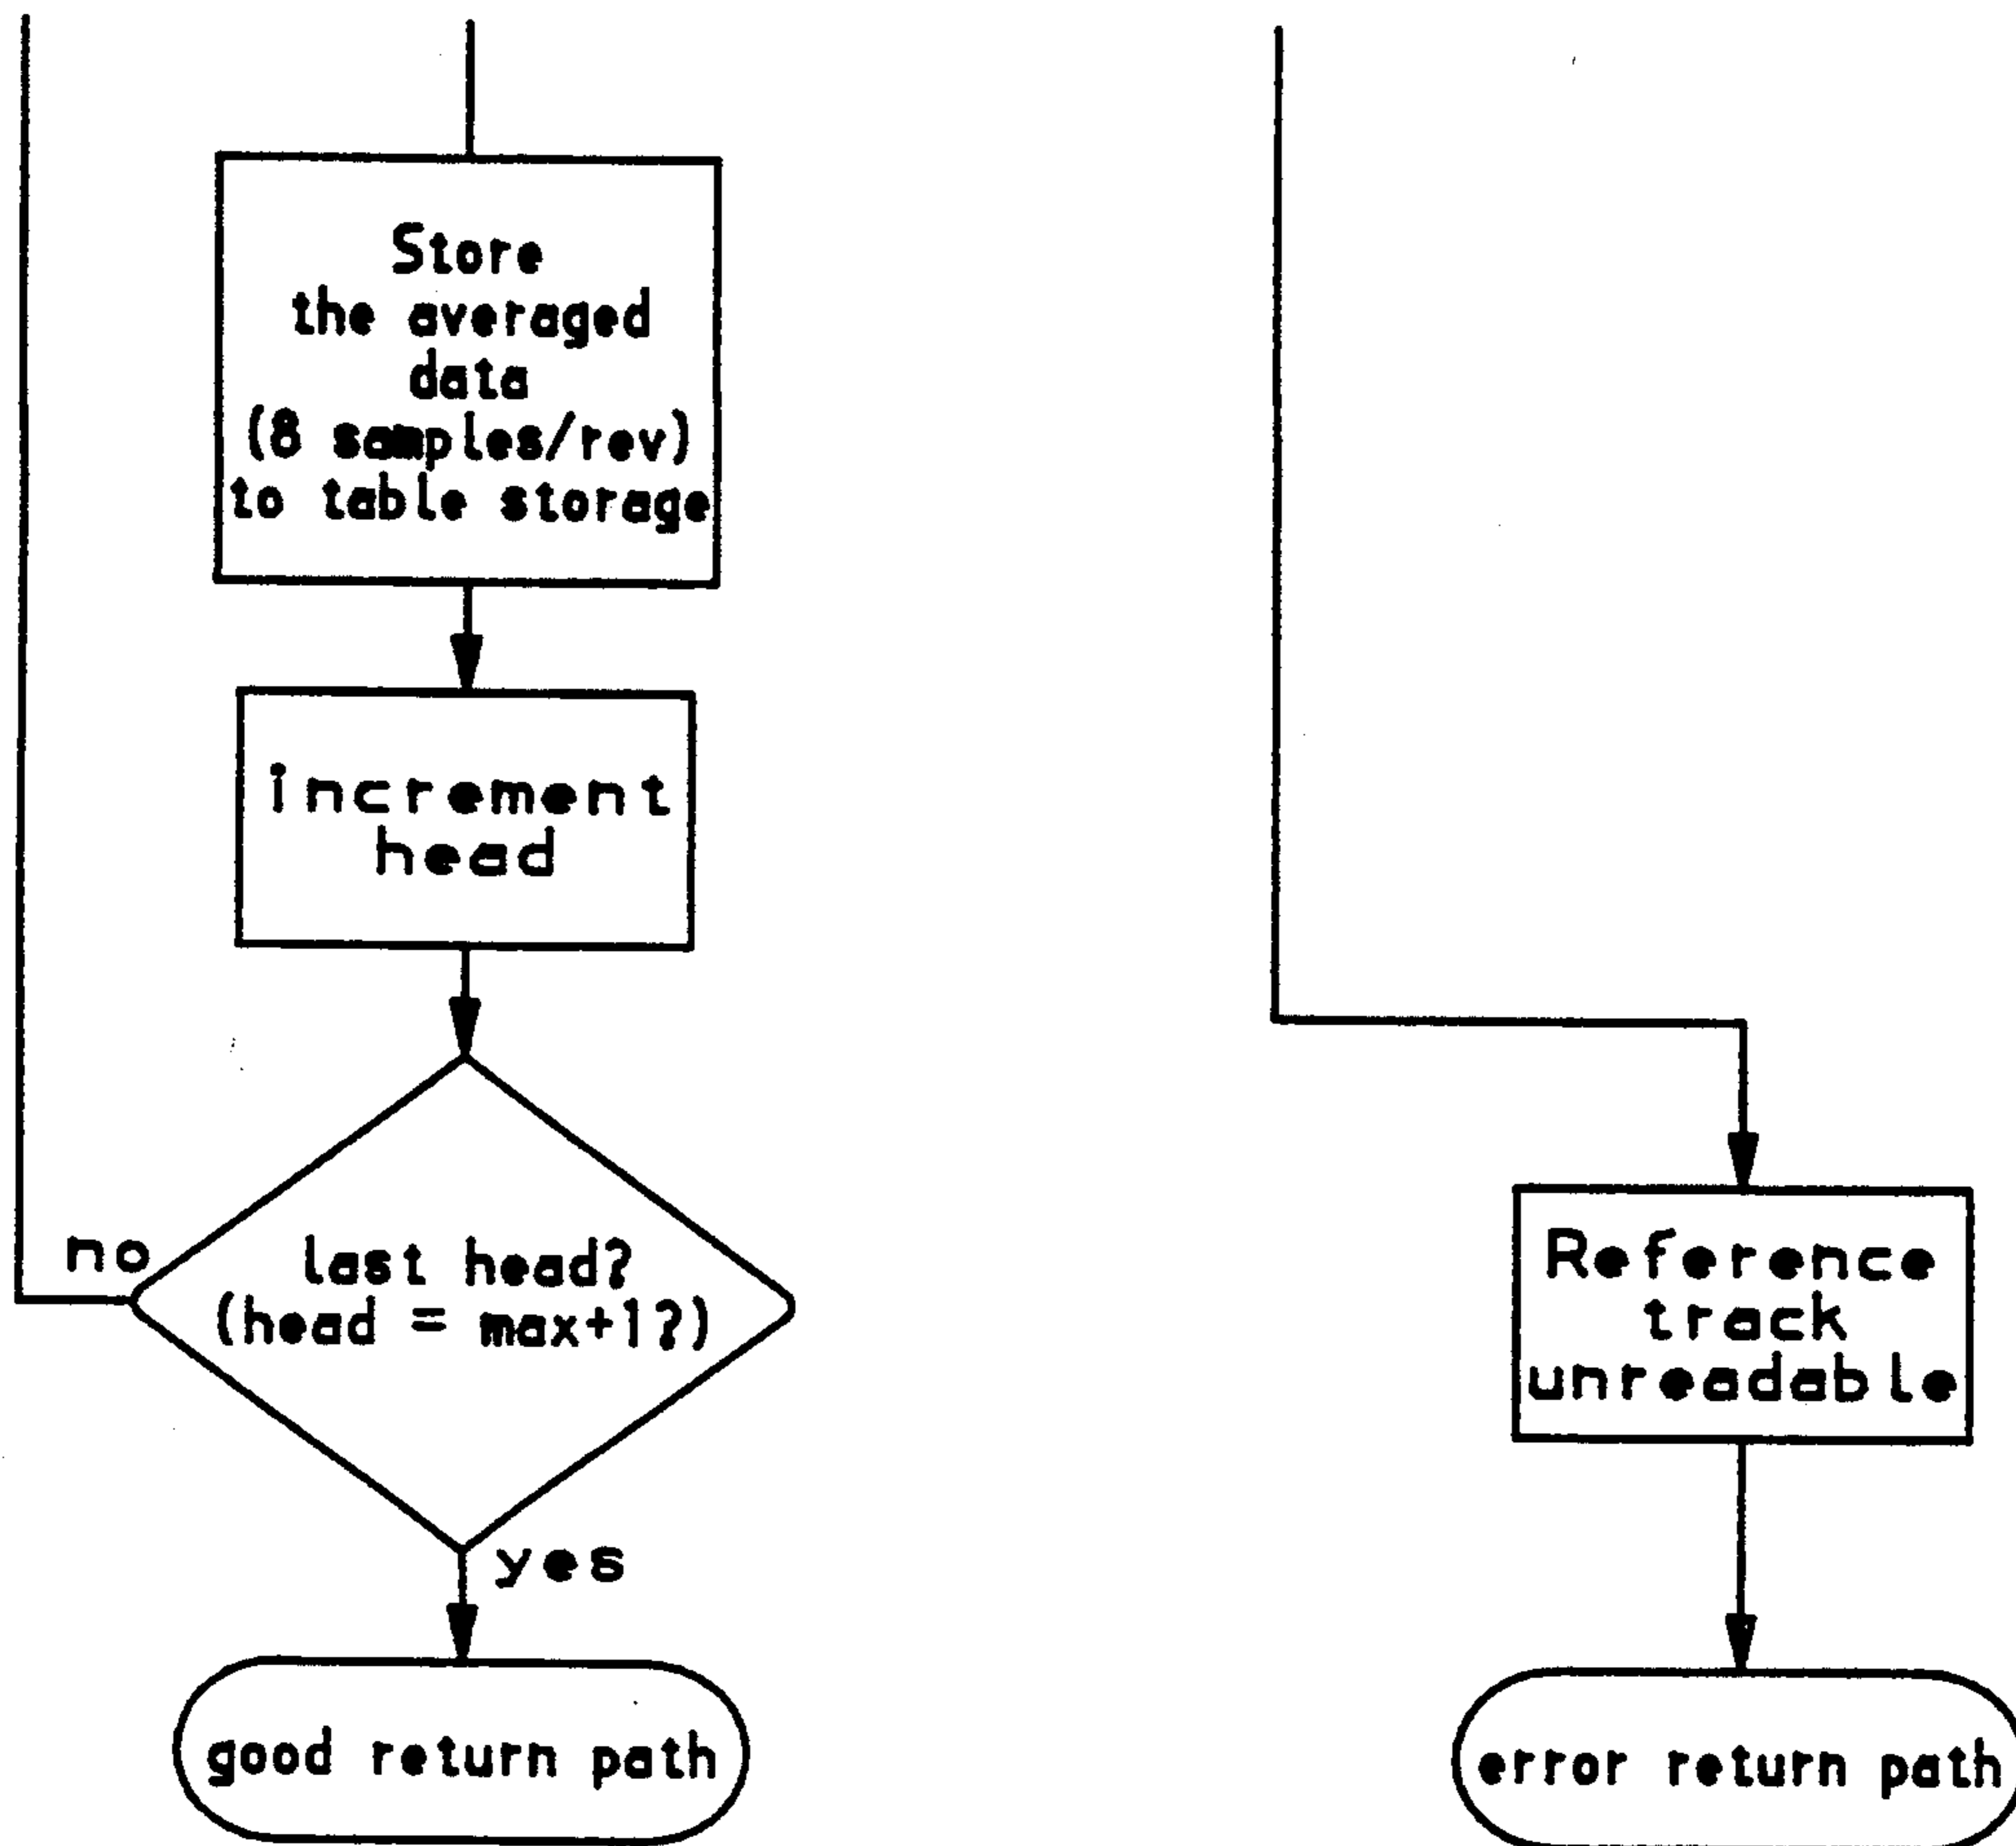 Store
the averaged
data
(8 samples/rev)
to table storage
increment
head
no
last head?
(head = max+1?)
yes
good return path
Reference
track
unreadable
error return path